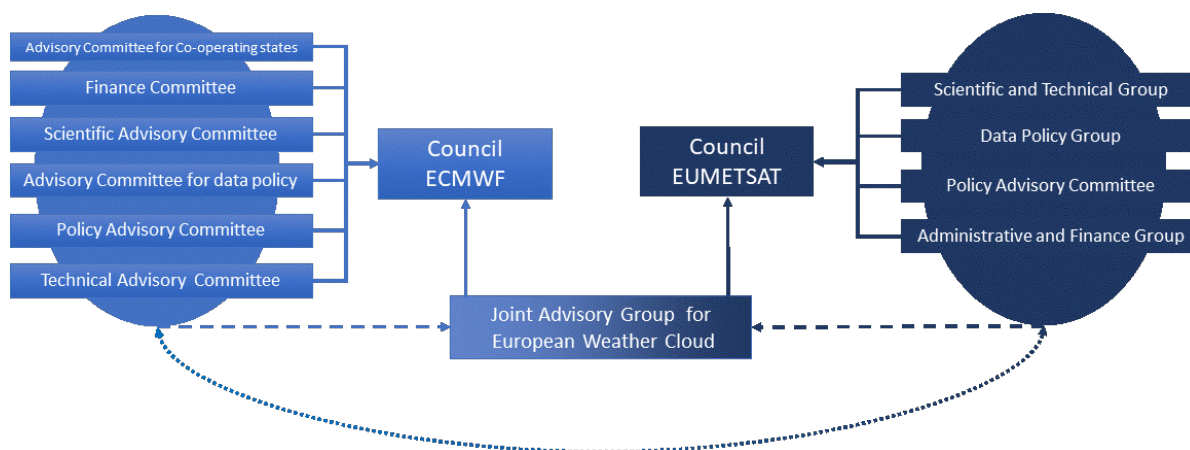 Advisory Committee for Co-operating states
Finance Committee
Scientific Advisory Committee
Advisory Committee for data policy
Policy Advisory Committee
Technical Advisory Committee
Council
ECMWF
Council
EUMETSAT
Scientific and Technical Group
Data Policy Group
Policy Advisory Committee
Administrative and Finance Group
Joint Advisory Group for
European Weather Cloud